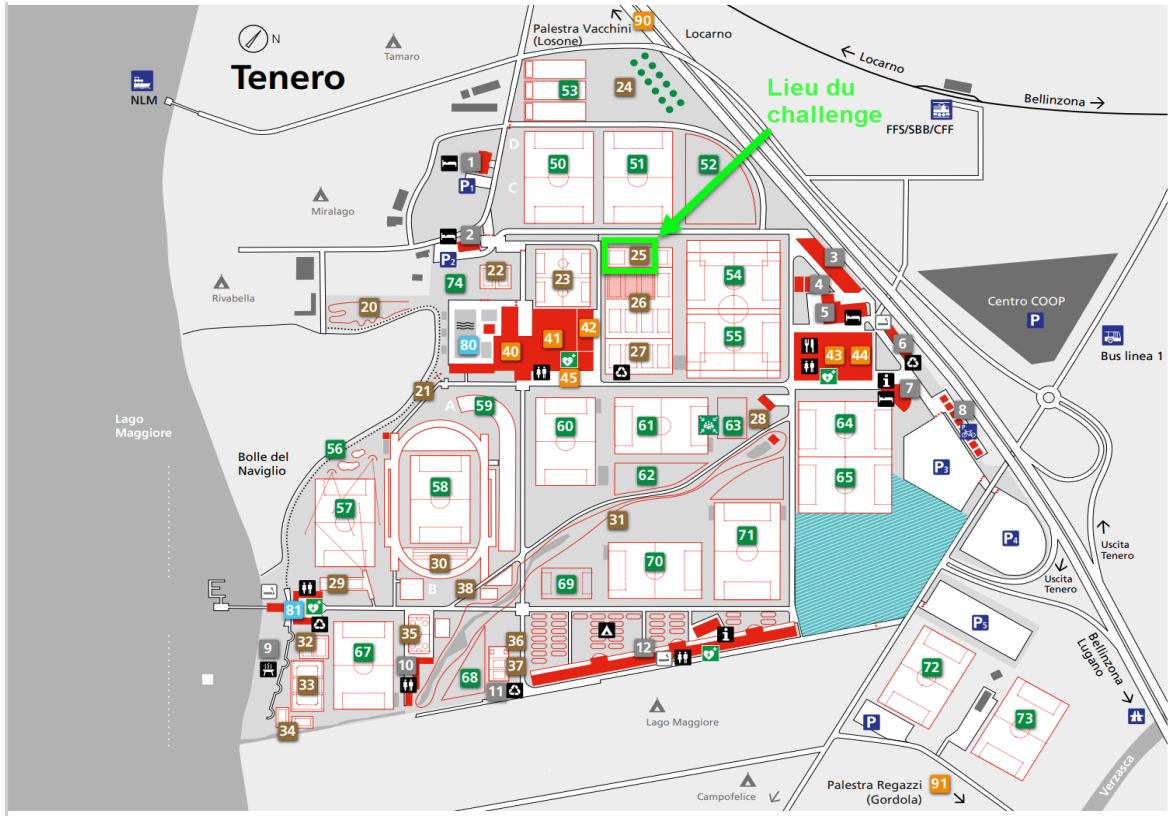 90
Palestra Vacchini
(Losone)
Locarno
N
Tamaro
Tenero
Locarno
NLM
53
24
Lieu du
challenge
Bellinzona
FFS/SBB/CFF
D
50
51
52
1
P1
C
Miralago
2
P2
25
3
22
23
54
74
4
Rivabella
20
26
5
Centro COOP
P
42
41
80
40
55
43
44
6
Bus linea 1
27
45
i
7
21
A
59
8
60
61
63
28
64
Lago
Maggiore
56
Bolle del
Naviglio
58
62
65
P3
57
31
71
P4
Uscita
Tenero
30
70
29
38
69
Uscita
Tenero
B
E
81
P5
Bellinzona
Lugano
32
35
36
12
i
9
67
10
37
72
33
68
11
34
Lago Maggiore
P
73
Campofelice
Palestra Regazzi
(Gordola)
91
Verzasca